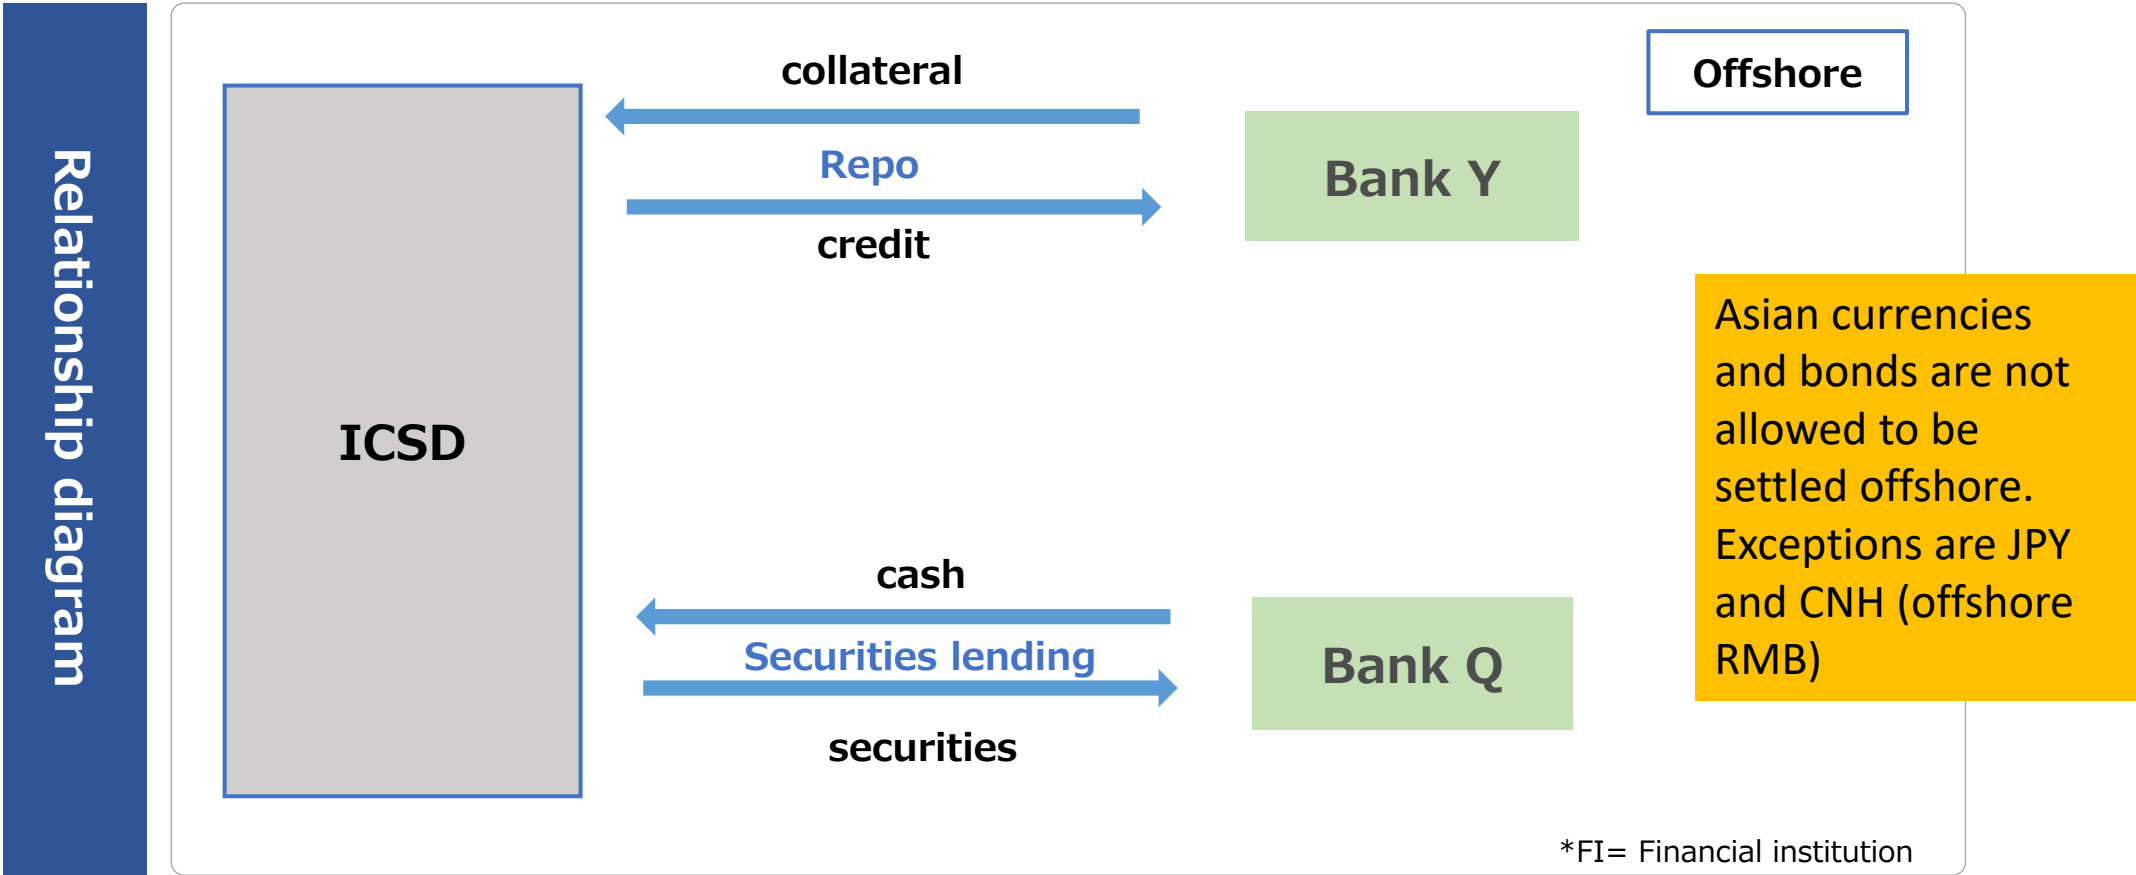 Relationship diagram
Offshore
collateral
Repo
credit
Bank Y
ICSD
cash
Securities lending
securities
Bank Q
Asian currencies
and bonds are not
allowed to be
settled offshore.
Exceptions are JPY
and CNH (offshore
RMB)
*FI= Financial institution